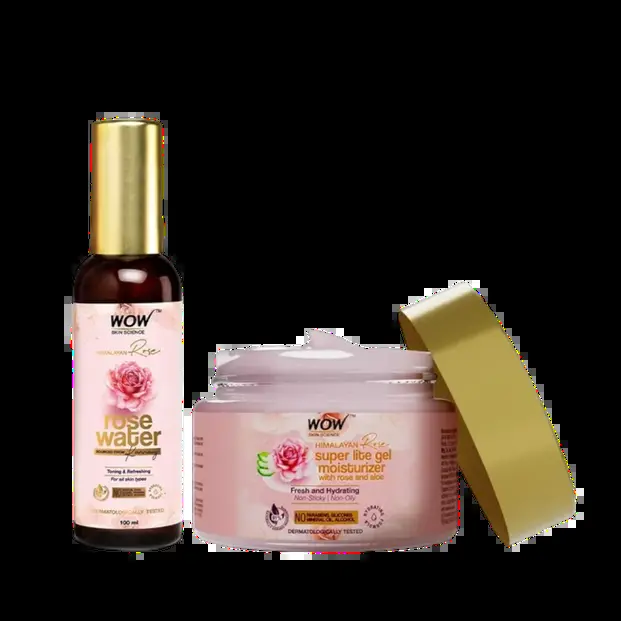 WOW
SKIN SCIENCE
HIMALAYAN Rose
rose
water
Toning & Refreshing
For all skin types
DERMATOLOGICALLY TESTED
100 ml
WOW
SKIN SCIENCE
HIMALAYAN Rose
super lite gel
moisturizer
with rose and aloe
Fresh and Hydrating
Non-Sticky | Non-Oily
NO PARABENS, SILICONES,
MINERAL OIL, ALCOHOL
DERMATOLOGICALLY TESTED